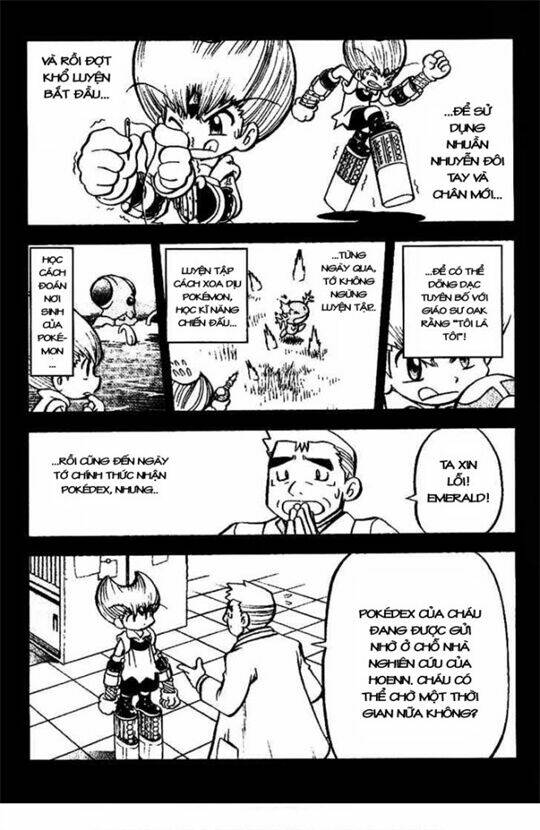 VÀ RỒI ĐỢT
KHỔ LUYỆN
BẮT ĐẦU...
...ĐỂ SỬ
DỤNG
NHUẦN
NHUYỄN ĐÔI
TAY VÀ
CHÂN MỚI...
HỌC
CÁCH
ĐOÁN
NƠI
SINH
CỦA
POKÉ-
MON
...
LUYỆN TẬP
CÁCH XOA DỊU
POKÉMON,
HỌC KĨ NĂNG
CHIẾN ĐẤU...
...TỪNG
NGÀY QUA,
TỚ KHÔNG
NGỪNG
LUYỆN TẬP.
...ĐỂ CÓ THỂ
DÕNG DẠC
TUYÊN BỐ VỚI
GIÁO SƯ OAK
RẰNG "TÔI LÀ
TÔI"!
...RỒI CŨNG ĐẾN NGÀY
TỚ CHÍNH THỨC NHẬN
POKÉDEX, NHƯNG..
TA XIN
LỖI!
EMERALD!
POKÉDEX CỦA CHÁU
ĐANG ĐƯỢC GỬI
NHỜ Ở CHỖ NHÀ
NGHIÊN CỨU CỦA
HOENN. CHÁU CÓ
THỂ CHỜ MỘT THỜI
GIAN NỮA KHÔNG?